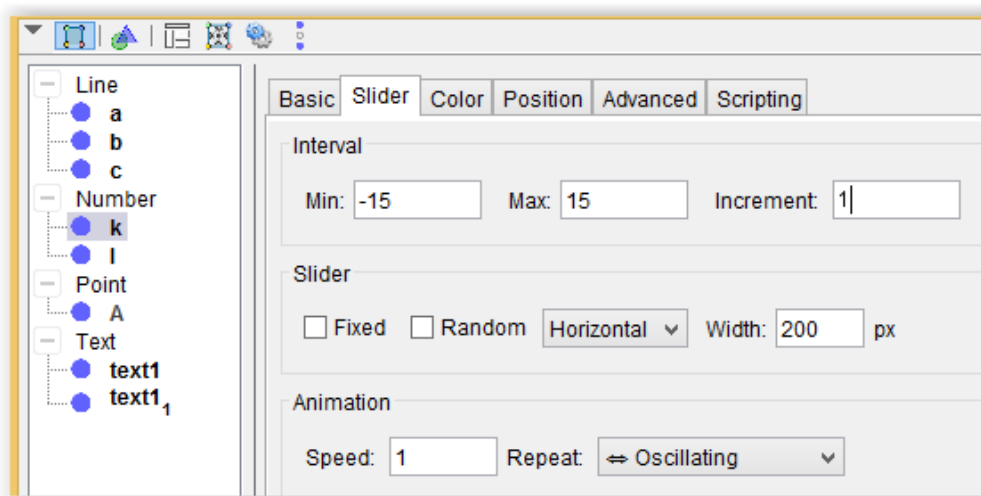 Line
a
b
c
Number
k
l
Point
A
Text
text1
text1₁
Basic Slider Color Position Advanced Scripting
Interval
Min: -15 Max: 15 Increment: 1
Slider
Fixed Random Horizontal Width: 200 px
Animation
Speed: 1 Repeat: ⇔ Oscillating